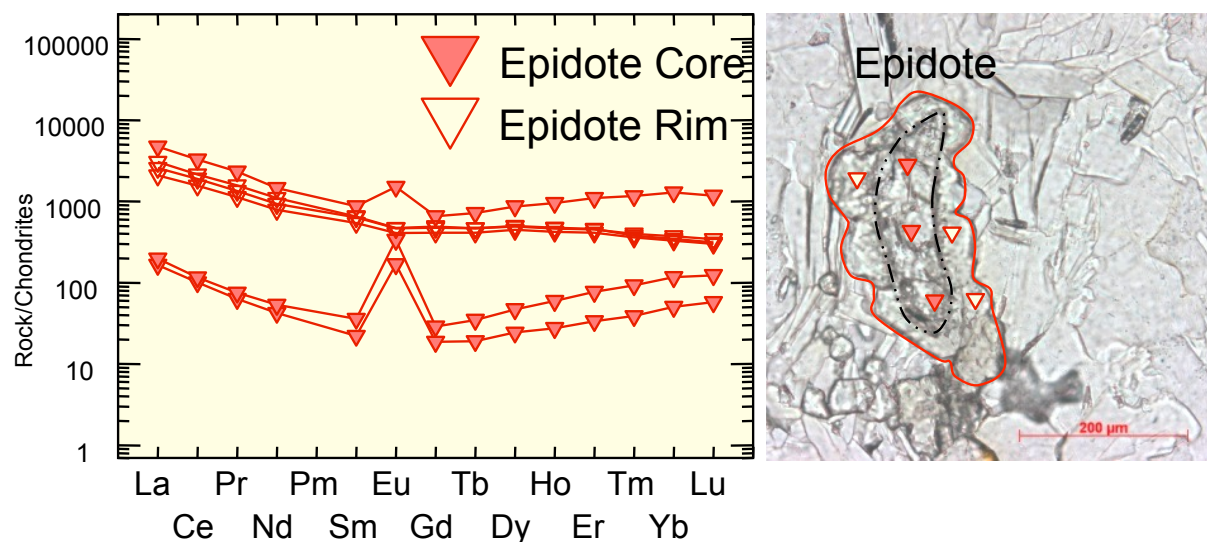 Rock/Chondrites
100000
10000
1000
100
10
1
Epidote Core
Epidote Rim
La Pr Pm Eu Tb Ho Tm Lu
Ce Nd Sm Gd Dy Er Yb
Epidote
200 µm